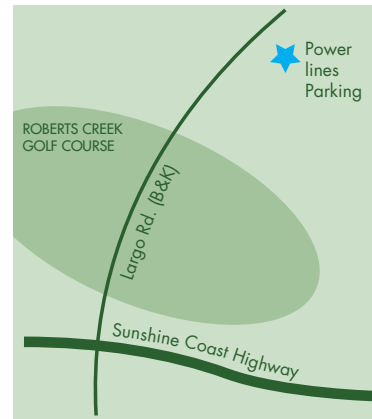 Power
lines
Parking
ROBERTS CREEK
GOLF COURSE
Largo Rd. (B&K)
Sunshine Coast Highway